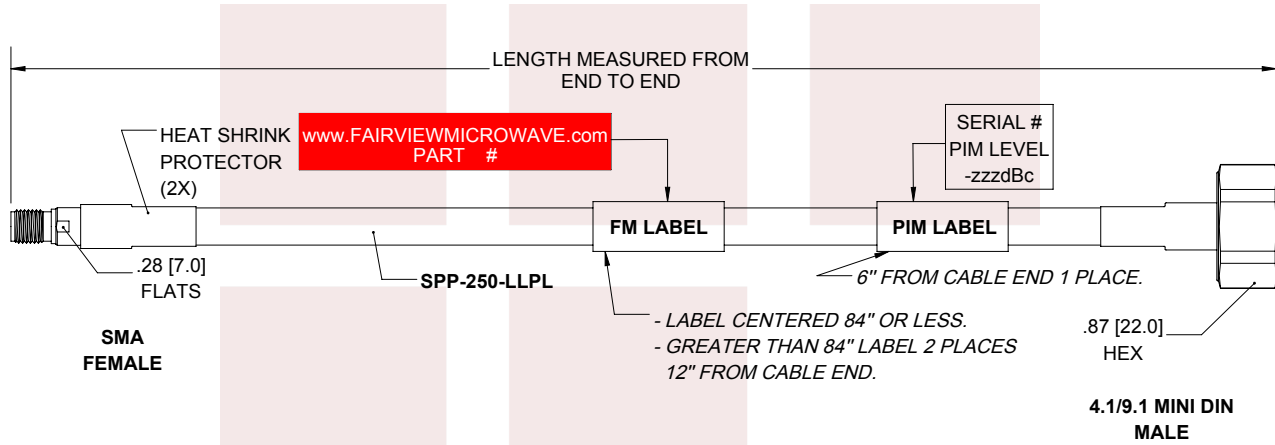 LENGTH MEASURED FROM
END TO END
HEAT SHRINK
PROTECTOR
(2X)
www.FAIRVIEWMICROWAVE.com
PART #
SERIAL #
PIM LEVEL
-zzzdBc
FM LABEL
PIM LABEL
.28 [7.0]
FLATS
SPP-250-LLPL
6" FROM CABLE END 1 PLACE.
- LABEL CENTERED 84" OR LESS.
- GREATER THAN 84" LABEL 2 PLACES
12" FROM CABLE END.
.87 [22.0]
HEX
SMA
FEMALE
4.1/9.1 MINI DIN
MALE